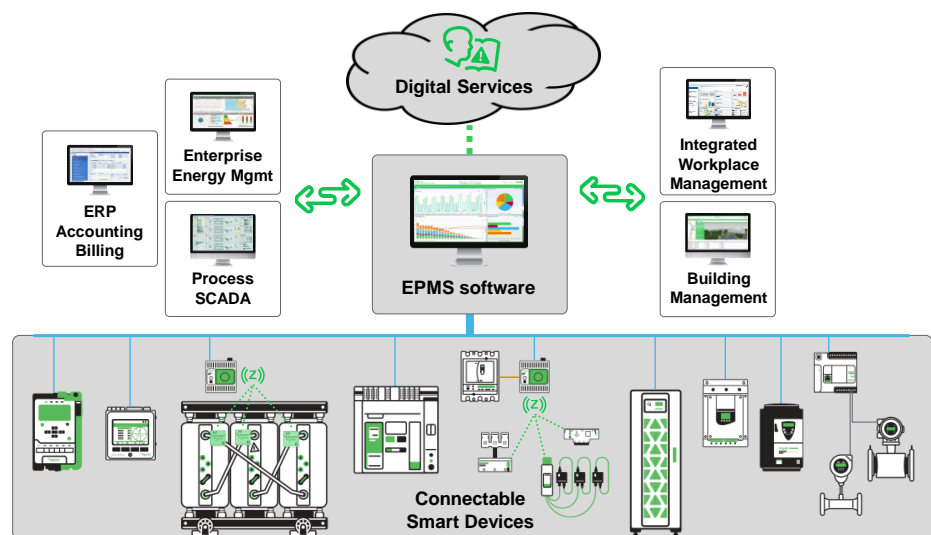 Digital Services
Enterprise
Energy Mgmt
ERP
Accounting
Billing
Process
SCADA
EPMS software
Integrated
Workplace
Management
Building
Management
(Z)
(Z)
Connectable
Smart Devices